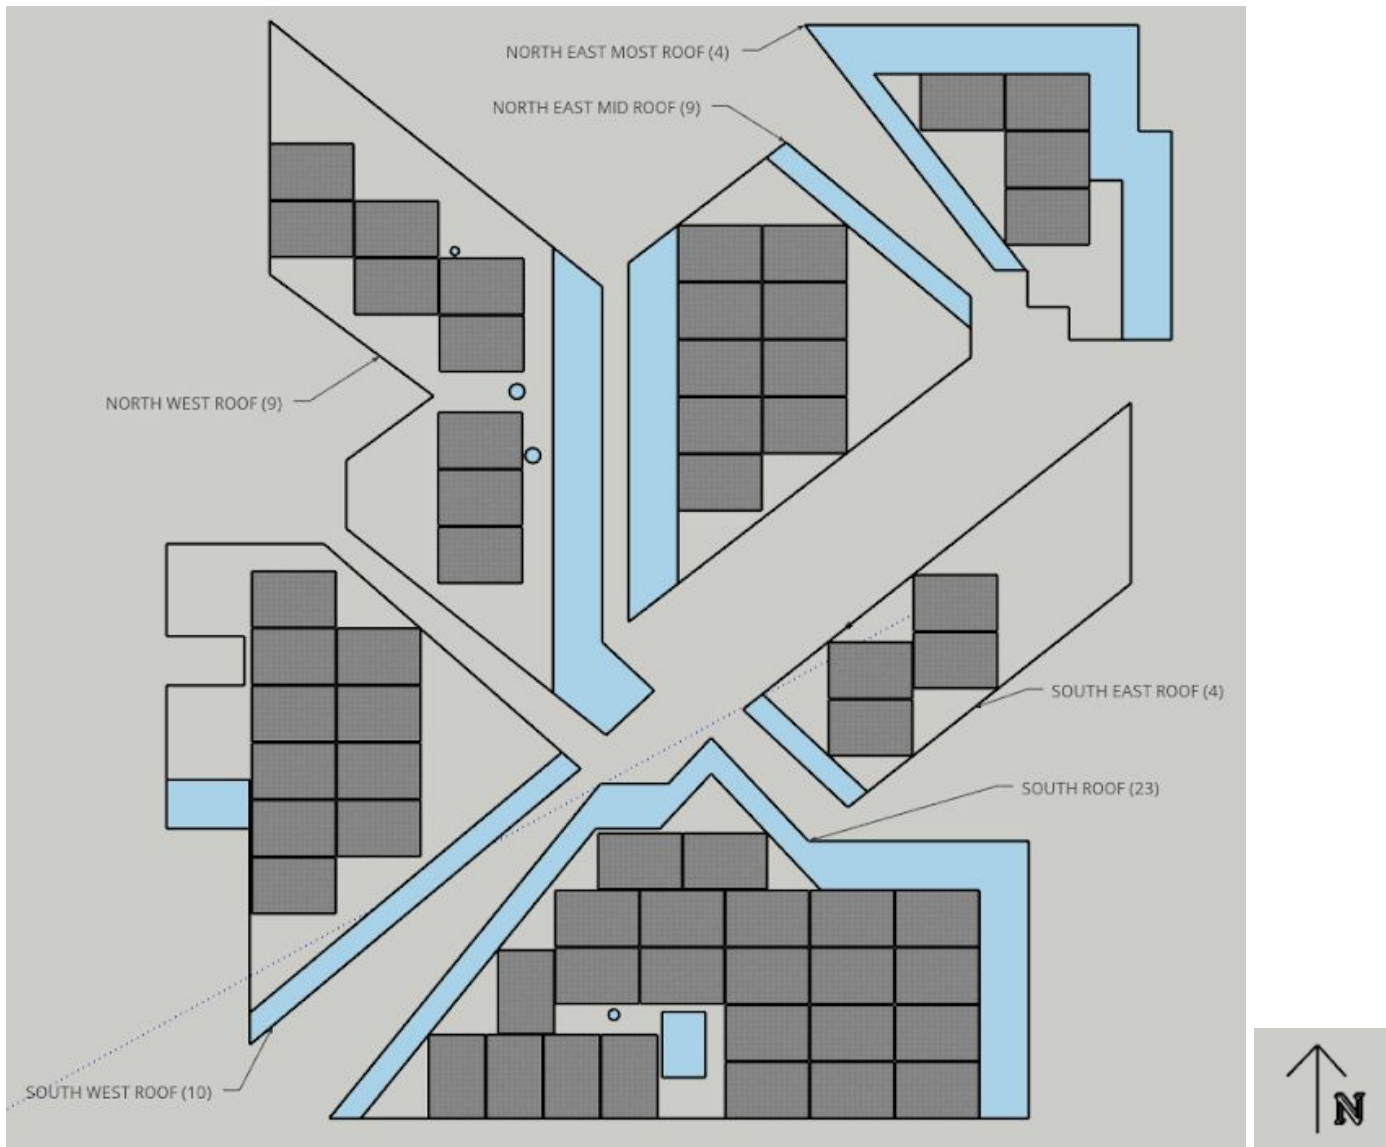 NORTH EAST MOST ROOF (4)
NORTH EAST MID ROOF (9)
NORTH WEST ROOF (9)
SOUTH EAST ROOF (4)
SOUTH ROOF (23)
SOUTH WEST ROOF (10)
N